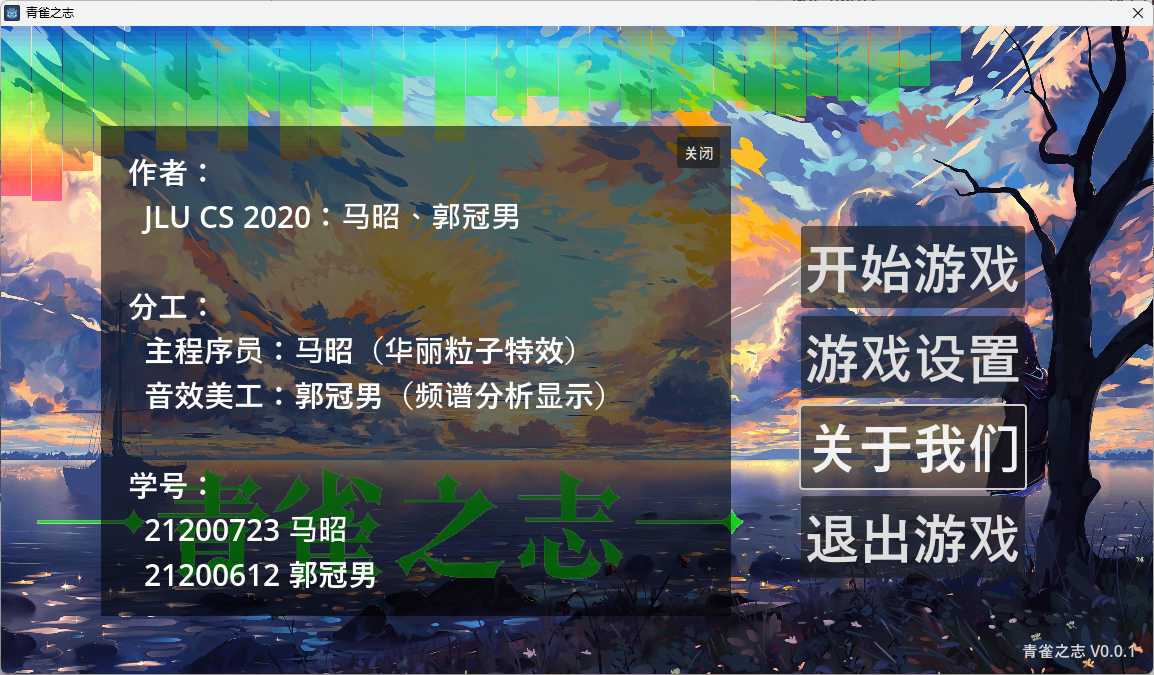 青雀之志
作者：
JLU CS 2020：马昭、郭冠男
分工：
主程序员：马昭（华丽粒子特效）
音效美工：郭冠男（频谱分析显示）
学号：
21200723 马昭
21200612 郭冠男
关闭
青雀之志
开始游戏
游戏设置
关于我们
退出游戏
青雀之志 V0.0.1